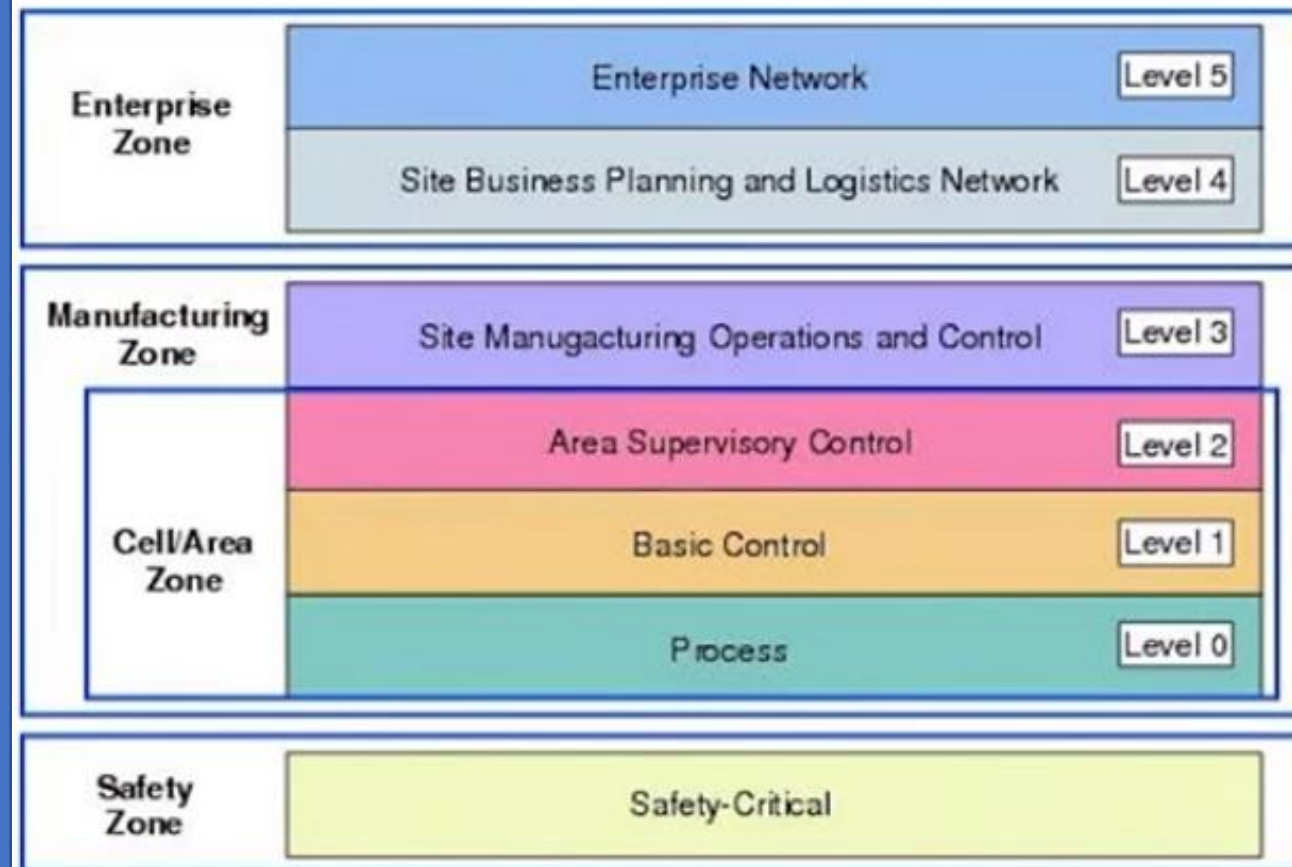 Enterprise
Zone
Enterprise Network
Level 5
Site Business Planning and Logistics Network
Level 4
Manufacturing
Zone
Site Manugacturing Operations and Control
Level 3
Cell/Area
Zone
Area Supervisory Control
Level 2
Basic Control
Level 1
Process
Level 0
Safety
Zone
Safety-Critical